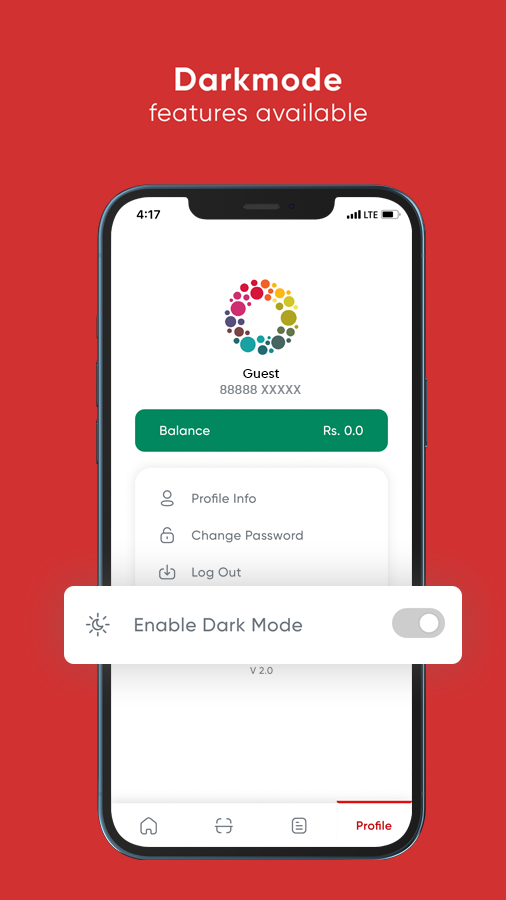 Darkmode
features available
4:17
LTE
Guest
88888 XXXXX
Balance Rs. 0.0
Profile Info
Change Password
Log Out
Enable Dark Mode
V 2.0
Profile